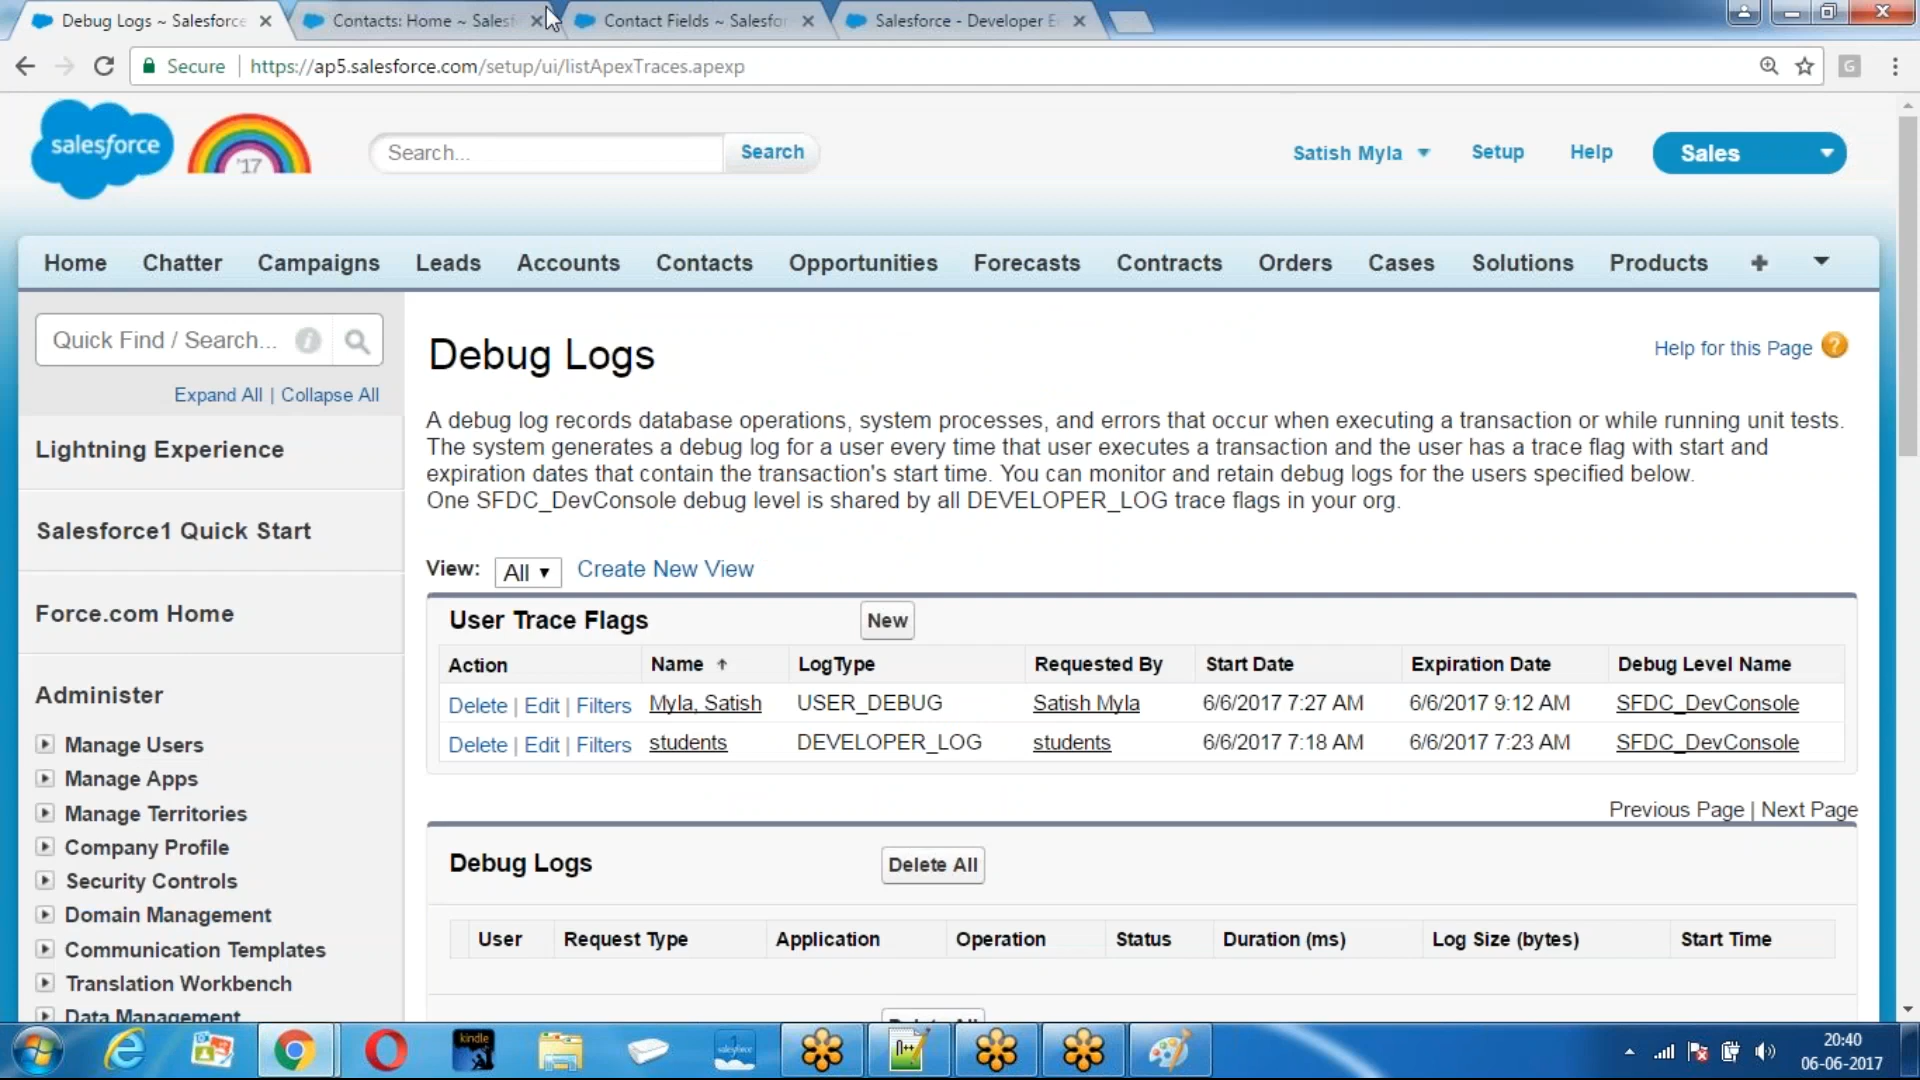 Debug Logs ~ Salesforce
Contacts: Home ~ Salesf
Contact Fields ~ Salesfor
Salesforce - Developer E
Secure
https://ap5.salesforce.com/setup/ui/listApexTraces.apexp
G
salesforce
'17
Search...
Search
Satish Myla
Setup
Help
Sales
Home
Chatter
Campaigns
Leads
Accounts
Contacts
Opportunities
Forecasts
Contracts
Orders
Cases
Solutions
Products
Quick Find / Search...
Expand All | Collapse All
Lightning Experience
Salesforce1 Quick Start
Force.com Home
Administer
Manage Users
Manage Apps
Manage Territories
Company Profile
Security Controls
Domain Management
Communication Templates
Translation Workbench
Data Management
Debug Logs
Help for this Page ?
A debug log records database operations, system processes, and errors that occur when executing a transaction or while running unit tests.
The system generates a debug log for a user every time that user executes a transaction and the user has a trace flag with start and
expiration dates that contain the transaction's start time. You can monitor and retain debug logs for the users specified below.
One SFDC_DevConsole debug level is shared by all DEVELOPER_LOG trace flags in your org.
View: All Create New View
User Trace Flags New
Action Name LogType Requested By Start Date Expiration Date Debug Level Name
Delete | Edit | Filters Myla, Satish USER_DEBUG Satish Myla 6/6/2017 7:27 AM 6/6/2017 9:12 AM SFDC_DevConsole
Delete | Edit | Filters students DEVELOPER_LOG students 6/6/2017 7:18 AM 6/6/2017 7:23 AM SFDC_DevConsole
Previous Page | Next Page
Debug Logs Delete All
User Request Type Application Operation Status Duration (ms) Log Size (bytes) Start Time
Delete All
kindle
salesforce
20:40
06-06-2017